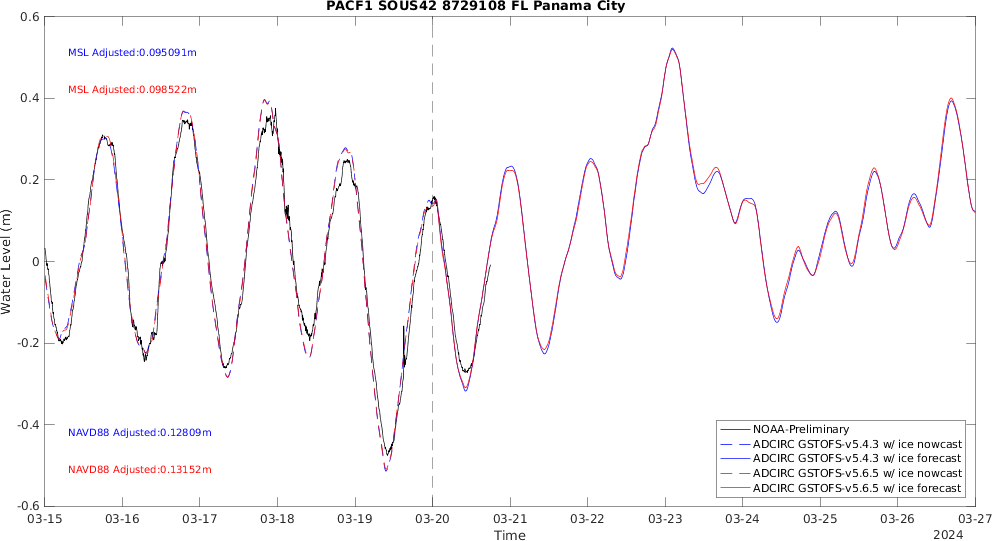 PACF1 SOUS42 8729108 FL Panama City
0.6
0.4
0.2
0
-0.2
-0.4
-0.6
Water Level (m)
MSL Adjusted:0.095091m
MSL Adjusted:0.098522m
NAVD88 Adjusted:0.12809m
NAVD88 Adjusted:0.13152m
NOAA-Preliminary
ADCIRC GSTOFS-v5.4.3 w/ ice nowcast
ADCIRC GSTOFS-v5.4.3 w/ ice forecast
ADCIRC GSTOFS-v5.6.5 w/ ice nowcast
ADCIRC GSTOFS-v5.6.5 w/ ice forecast
03-15 03-16 03-17 03-18 03-19 03-20 03-21 03-22 03-23 03-24 03-25 03-26 03-27
Time
2024